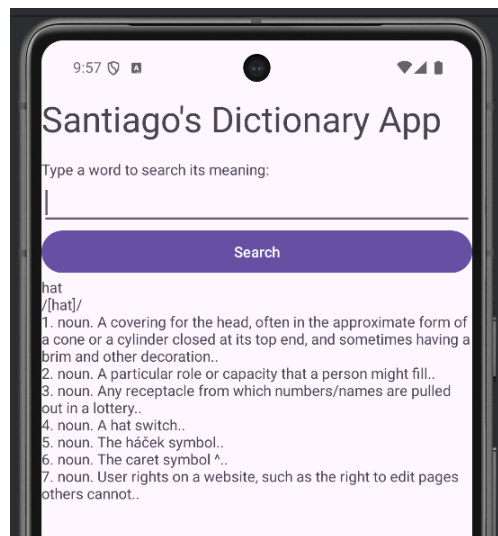 9:57
Santiago's Dictionary App
Type a word to search its meaning:
Search
hat
/[hat]/
1. noun. A covering for the head, often in the approximate form of
a cone or a cylinder closed at its top end, and sometimes having a
brim and other decoration..
2. noun. A particular role or capacity that a person might fill..
3. noun. Any receptacle from which numbers/names are pulled
out in a lottery..
4. noun. A hat switch..
5. noun. The háček symbol..
6. noun. The caret symbol ^..
7. noun. User rights on a website, such as the right to edit pages
others cannot..